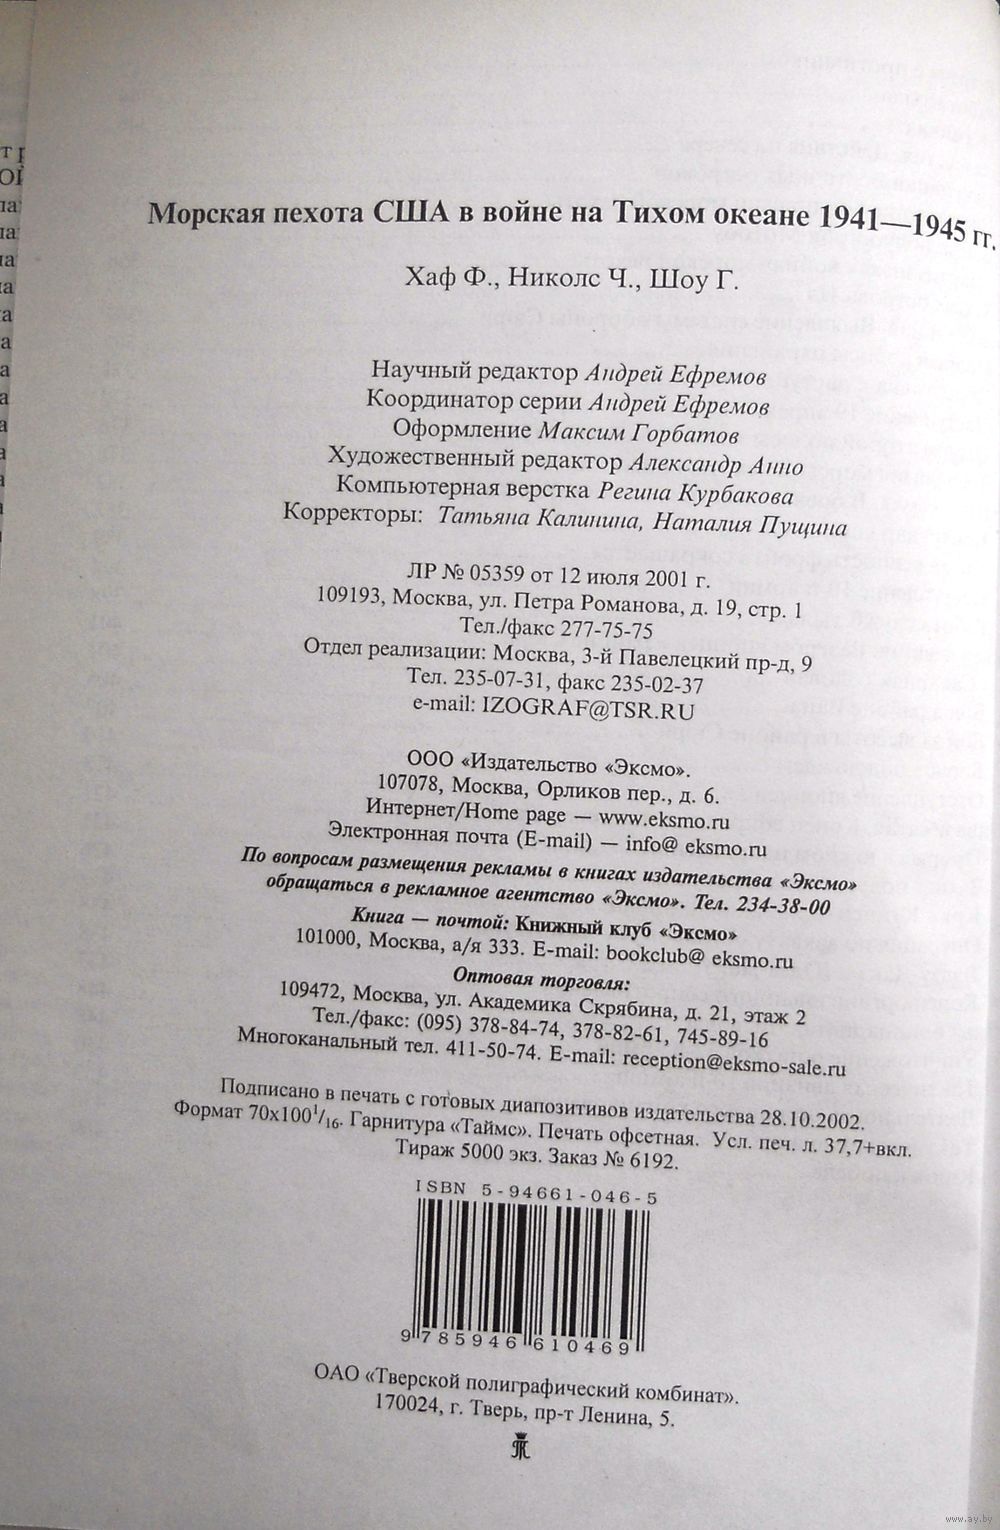 Морская пехота США в войне на Тихом океане 1941—1945 гг.
Хаф Ф., Николс Ч., Шоу Г.
Научный редактор Андрей Ефремов
Координатор серии Андрей Ефремов
Оформление Максим Горбатов
Художественный редактор Александр Анно
Компьютерная верстка Регина Курбакова
Корректоры: Татьяна Калинина, Наталия Пущина
ЛР № 05359 от 12 июля 2001 г.
109193, Москва, ул. Петра Романова, д. 19, стр. 1
Тел./факс 277-75-75
Отдел реализации: Москва, 3-й Павелецкий пр-д, 9
Тел. 235-07-31, факс 235-02-37
e-mail: IZOGRAF@TSR.RU
ООО «Издательство «Эксмо».
107078, Москва, Орликов пер., д. 6.
Интернет/Home page — www.eksmo.ru
Электронная почта (E-mail) — info@ eksmo.ru
По вопросам размещения рекламы в книгах издательства «Эксмо»
обращаться в рекламное агентство «Эксмо». Тел. 234-38-00
Книга — почтой: Книжный клуб «Эксмо»
101000, Москва, а/я 333. E-mail: bookclub@ eksmo.ru
Оптовая торговля:
109472, Москва, ул. Академика Скрябина, д. 21, этаж 2
Тел./факс: (095) 378-84-74, 378-82-61, 745-89-16
Многоканальный тел. 411-50-74. E-mail: reception@eksmo-sale.ru
Подписано в печать с готовых диапозитивов издательства 28.10.2002.
Формат 70х100 1/16. Гарнитура «Таймс». Печать офсетная. Усл. печ. л. 37,7+вкл.
Тираж 5000 экз. Заказ № 6192.
ISBN 5-94661-046-5
9 785946 610469
ОАО «Тверской полиграфический комбинат».
170024, г. Тверь, пр-т Ленина, 5.
www.ay.by